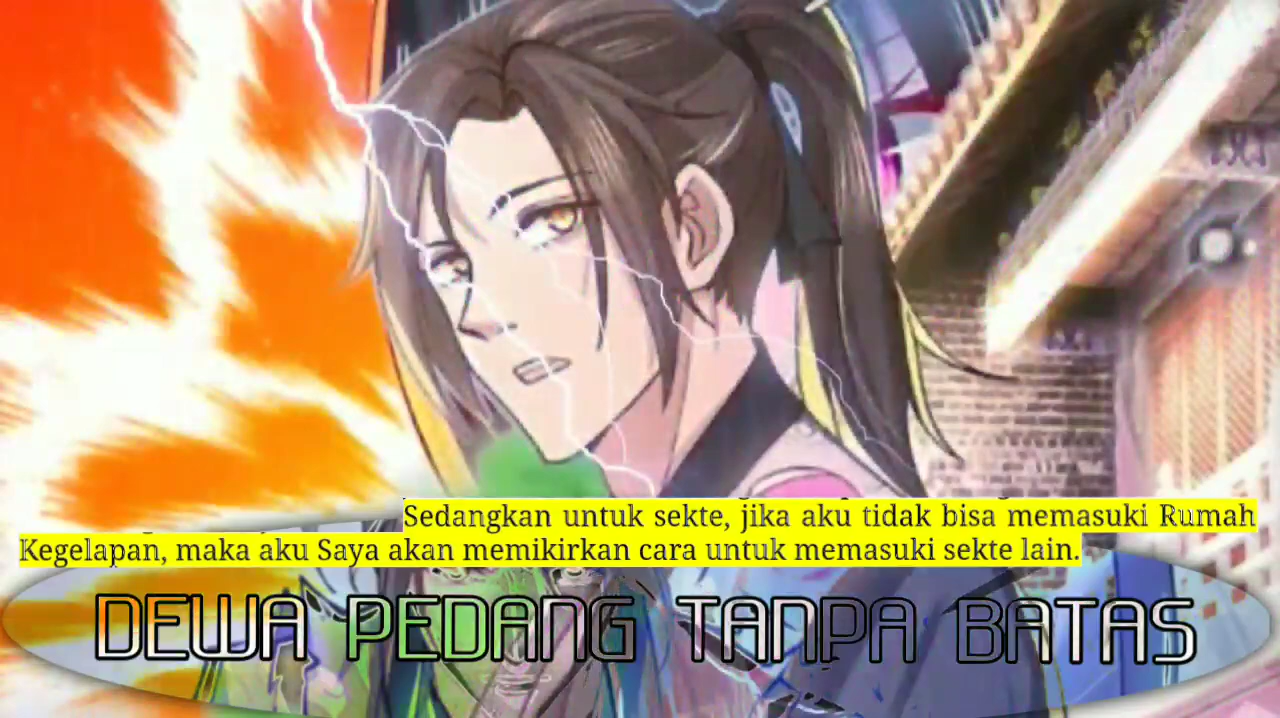 Sedangkan untuk sekte, jika aku tidak bisa memasuki Rumah
Kegelapan, maka aku Saya akan memikirkan cara untuk memasuki sekte lain.
DEWA PEDANG TANPA BATAS